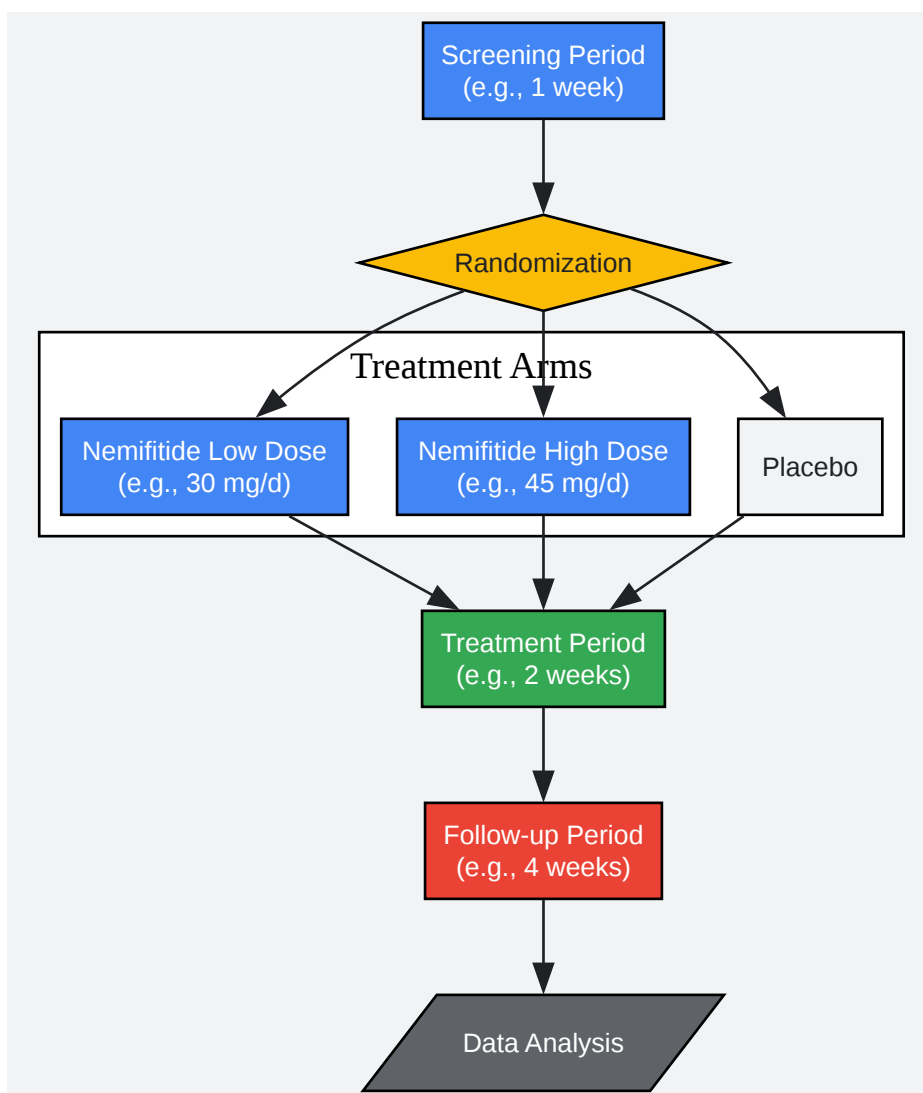 Screening Period
(e.g., 1 week)
Randomization
Treatment Arms
Nemifitide Low Dose
(e.g., 30 mg/d)
Nemifitide High Dose
(e.g., 45 mg/d)
Placebo
Treatment Period
(e.g., 2 weeks)
Follow-up Period
(e.g., 4 weeks)
Data Analysis